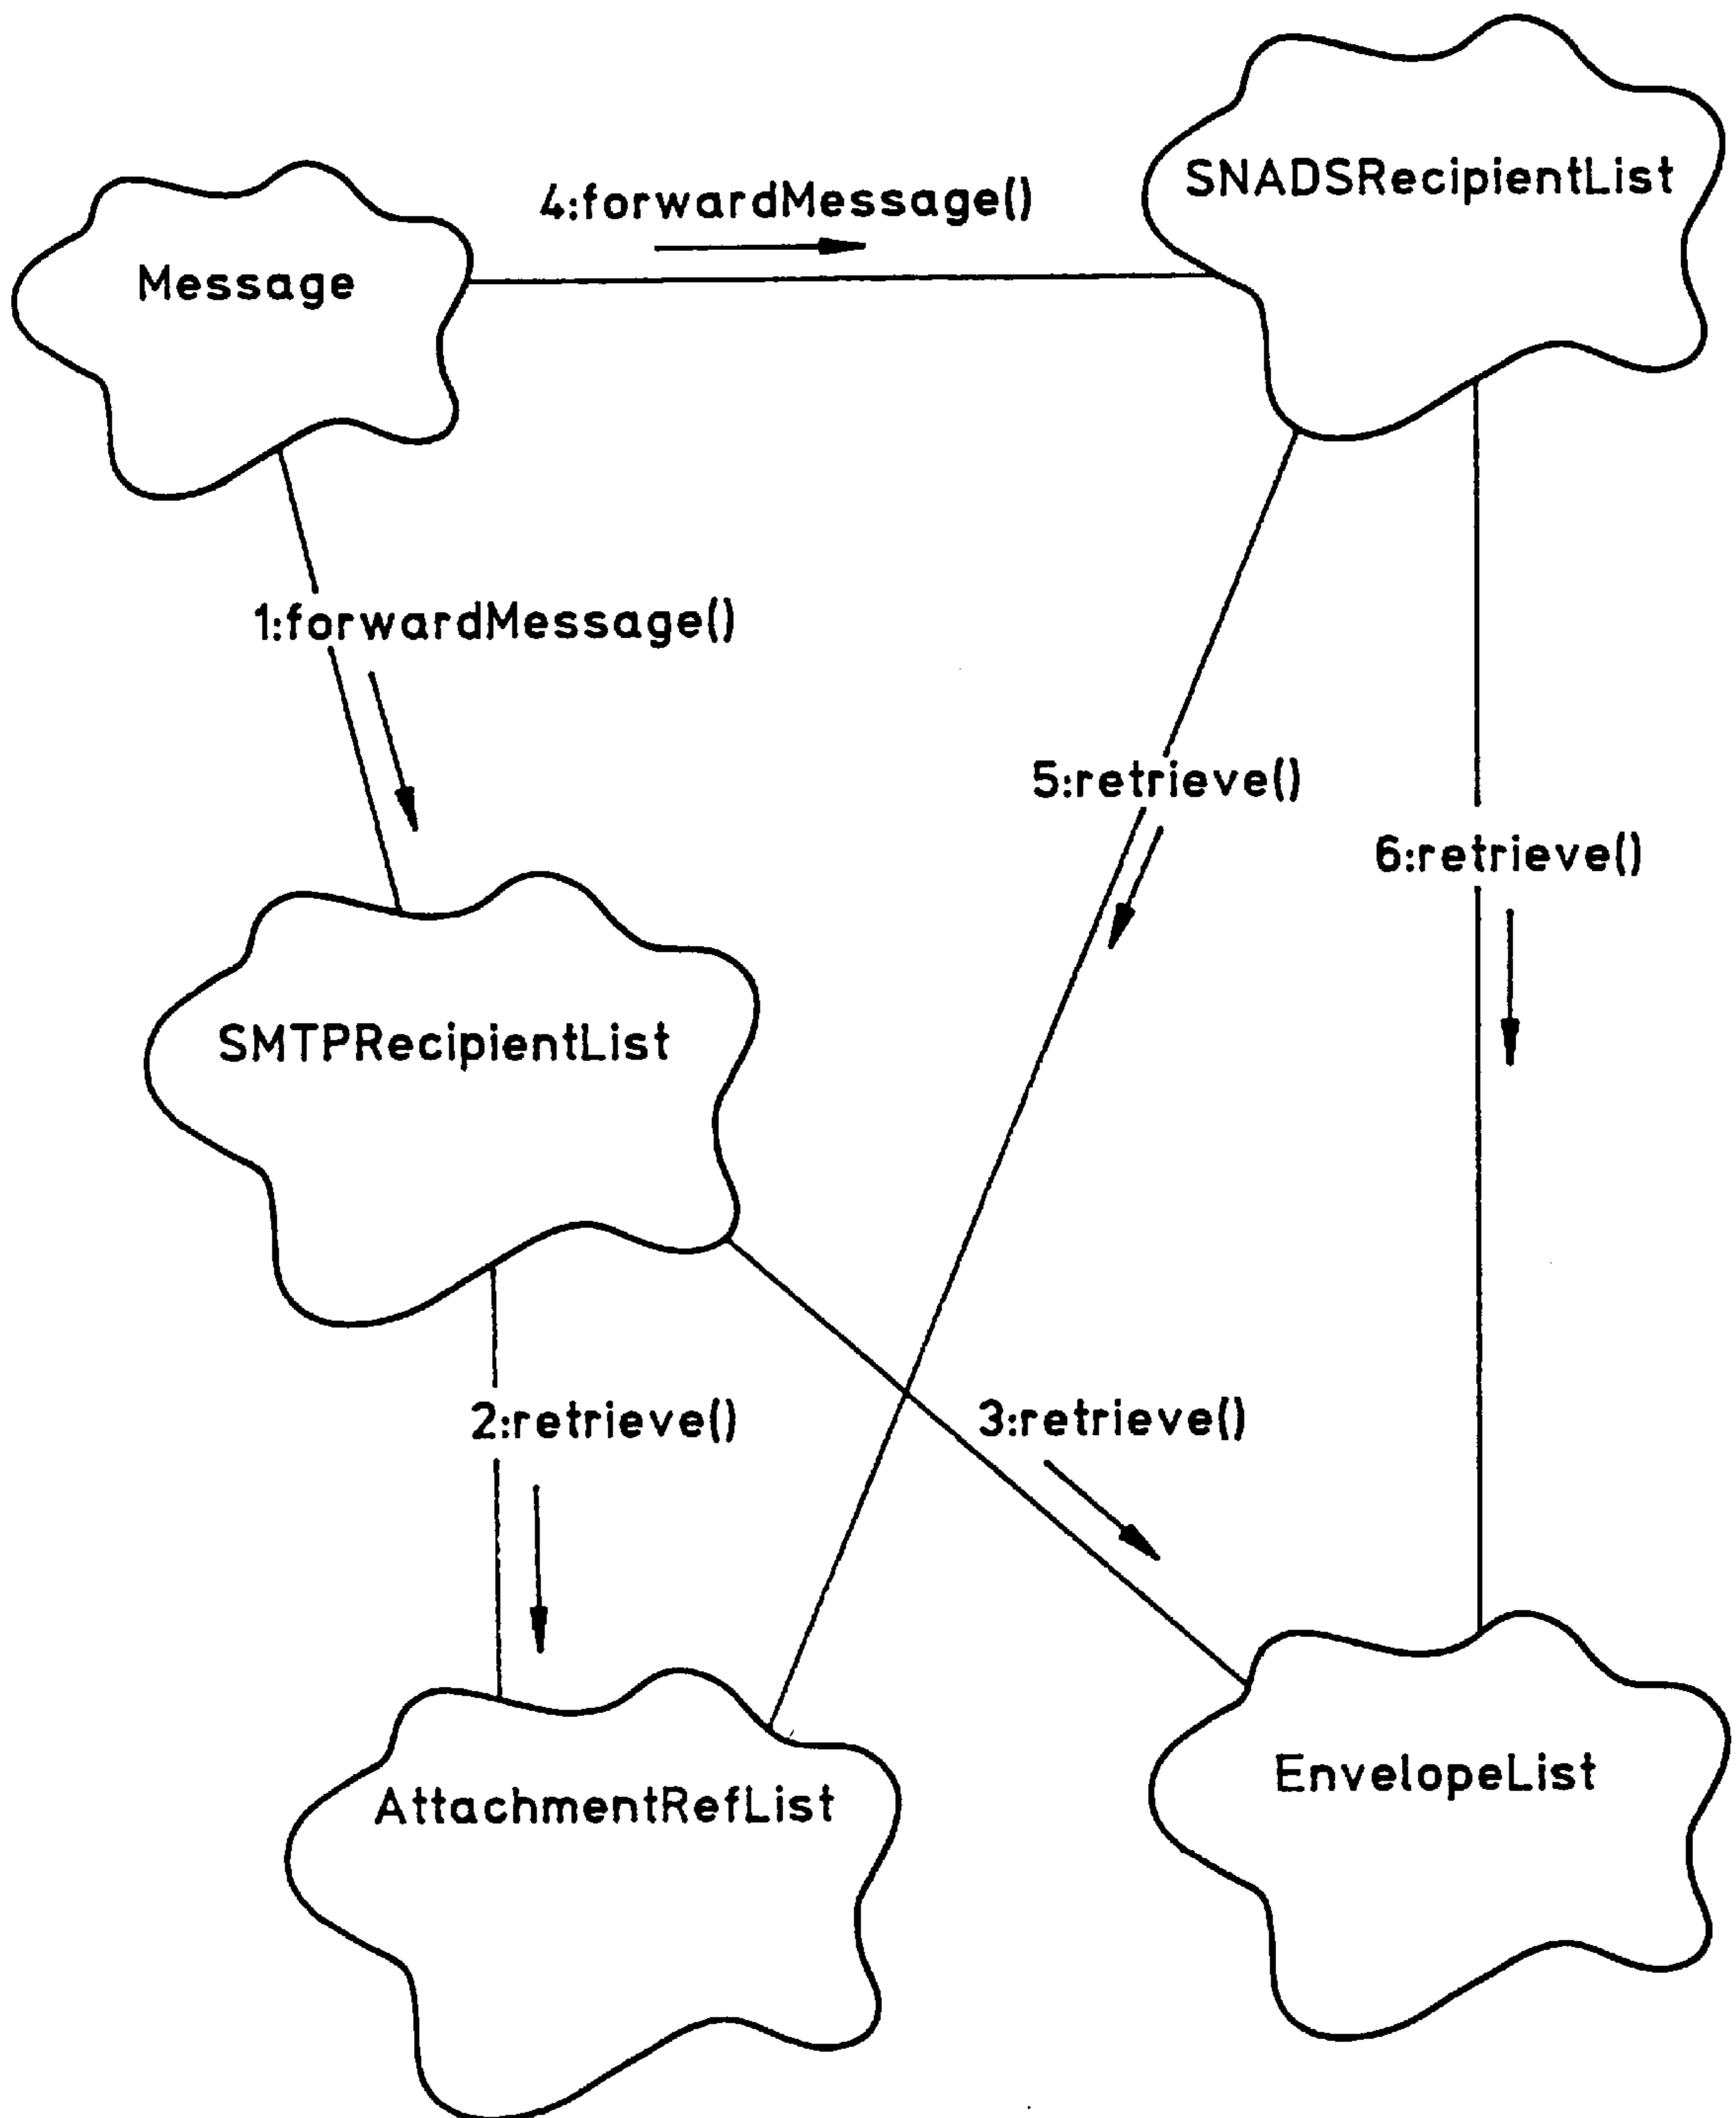 SNADSRecipientList
4:forwardMessage()
Message
1:forwardMessage()
5:retrieve()
6:retrieve()
SMTPRecipientList
2:retrieve()
3:retrieve()
EnvelopeList
AttachmentRefList